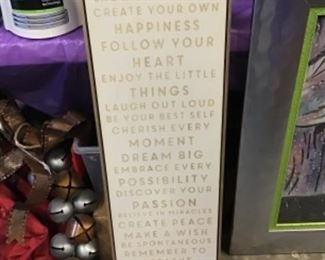 CREATE YOUR OWN
HAPPINESS
FOLLOW YOUR
HEART
ENJOY THE LITTLE
THINGS
LAUGH OUT LOUD
BE YOUR BEST SELF
CHERISH EVERY
MOMENT
DREAM BIG
EMBRACE EVERY
POSSIBILITY
DISCOVER YOUR
PASSION
BELIEVE IN MIRACLES
CREATE PEACE
MAKE A WISH
BE SPONTANEOUS
REMEMBER TO